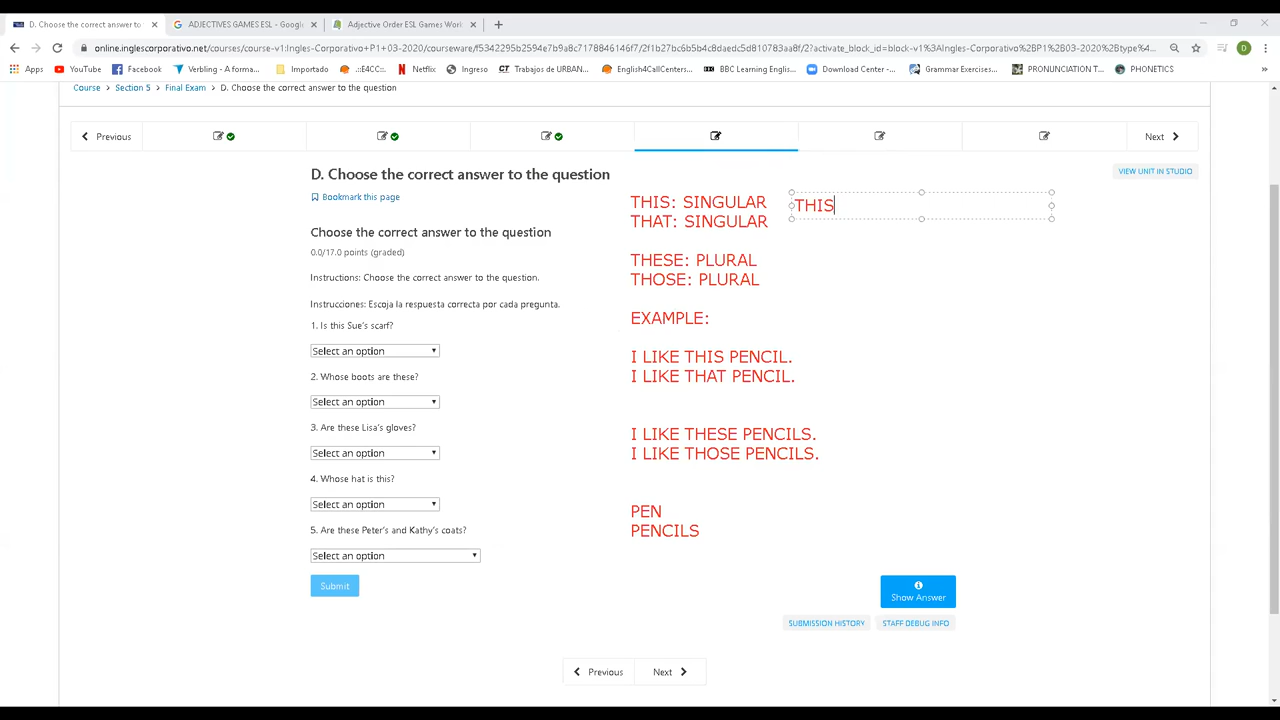 D. Choose the correct answer to
ADJECTIVES GAMES ESL - Google
Adjective Order ESL Games Work
online.inglescorporativo.net/courses/course-v1:Ingles-Corporativo+P1+03-2020/courseware/f5342295b2594e7b9a8c7178846146f7/2f1b27bc6b5b4c8daedc5d810783aa8f/2?activate_block_id=block-v1%3AIngles-Corporativo%2BP1%2B03-2020%2Btype%4...
D
Apps
YouTube
Facebook
Verbling - A forma...
Importado
.::E4CC::.
Netflix
Ingreso
Trabajos de URBAN...
English4CallCenters...
BBC Learning Englis...
Download Center -...
Grammar Exercises...
PRONUNCIATION T...
PHONETICS
»
Course > Section 5 > Final Exam > D. Choose the correct answer to the question
Previous
Next
VIEW UNIT IN STUDIO
D. Choose the correct answer to the question
Bookmark this page
Choose the correct answer to the question
0.0/17.0 points (graded)
Instructions: Choose the correct answer to the question.
Instrucciones: Escoja la respuesta correcta por cada pregunta.
1. Is this Sue's scarf?
Select an option
2. Whose boots are these?
Select an option
3. Are these Lisa's gloves?
Select an option
4. Whose hat is this?
Select an option
5. Are these Peter's and Kathy's coats?
Select an option
Submit
THIS: SINGULAR
THAT: SINGULAR
THESE: PLURAL
THOSE: PLURAL
EXAMPLE:
I LIKE THIS PENCIL.
I LIKE THAT PENCIL.
I LIKE THESE PENCILS.
I LIKE THOSE PENCILS.
PEN
PENCILS
THIS
Show Answer
SUBMISSION HISTORY
STAFF DEBUG INFO
Previous
Next